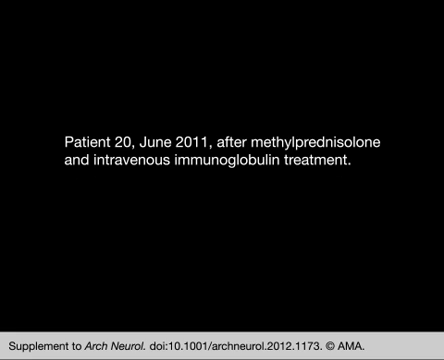 Patient 20, June 2011, after methylprednisolone
and intravenous immunoglobulin treatment.
Supplement to Arch Neurol. doi:10.1001/archneurol.2012.1173. © AMA.